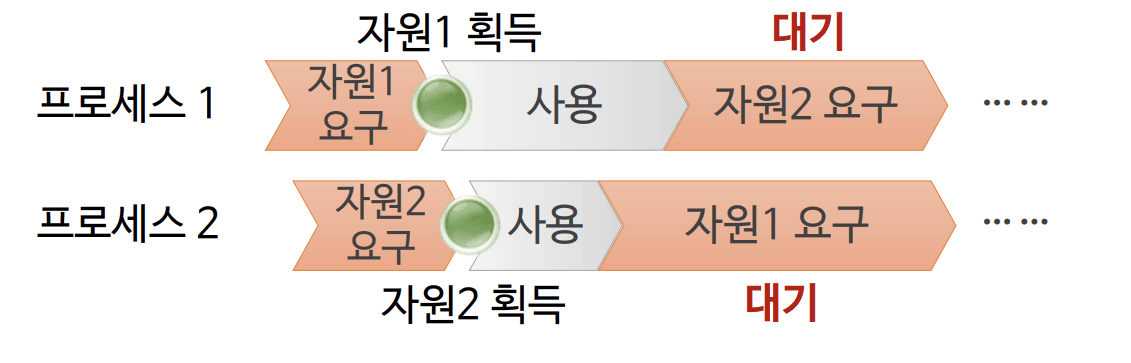 자원1 획득
대기
프로세스 1
자원1
요구
사용
자원2 요구
... ...
프로세스 2
자원2
요구
사용
자원1 요구
... ...
자원2 획득
대기